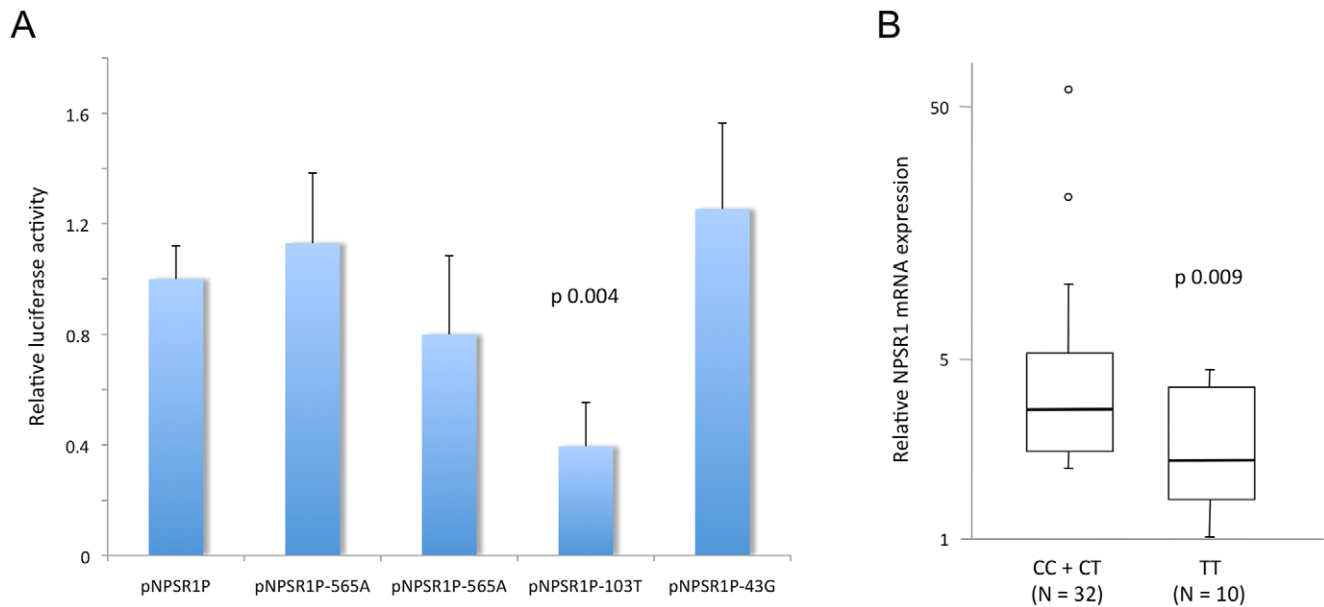 A
Relative luciferase activity
1.6
1.2
0.8
0.4
0
p 0.004
pNPSR1P
pNPSR1P-565A
pNPSR1P-565A
pNPSR1P-103T
pNPSR1P-43G
B
Relative NPSR1 mRNA expression
50
5
1
p 0.009
CC + CT
(N = 32)
TT
(N = 10)